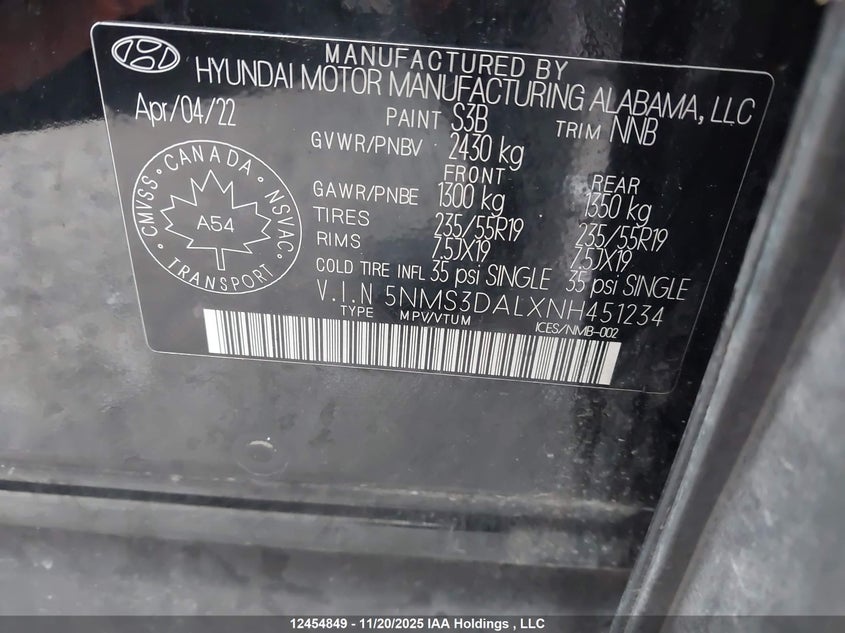 MANUFACTURED BY
HYUNDAI MOTOR MANUFACTURING ALABAMA, LLC
Apr/04/22 PAINT S3B TRIM NNB
GVWR/PNBV 2430 kg
FRONT REAR
GAWR/PNBE 1300 kg 1350 kg
TIRES 235/55R19 235/55R19
RIMS 7.5JX19 7.5JX19
COLD TIRE INFL 35 psi SINGLE 35 psi SINGLE
V.I.N 5NMS3DALXNH451234
TYPE MPV/VTUM ICES/NMB-002
CMVSS • CANADA • NSVAC • TRANSPORT •
A54
12454849 - 11/20/2025 IAA Holdings , LLC